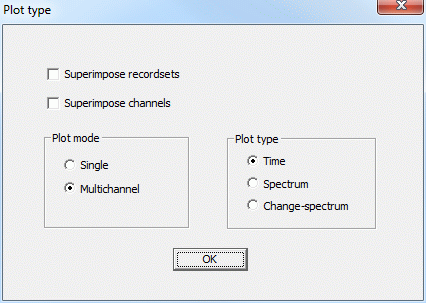 Plot type
Superimpose recordsets
Superimpose channels
Plot mode
Single
Multichannel
Plot type
Time
Spectrum
Change-spectrum
OK